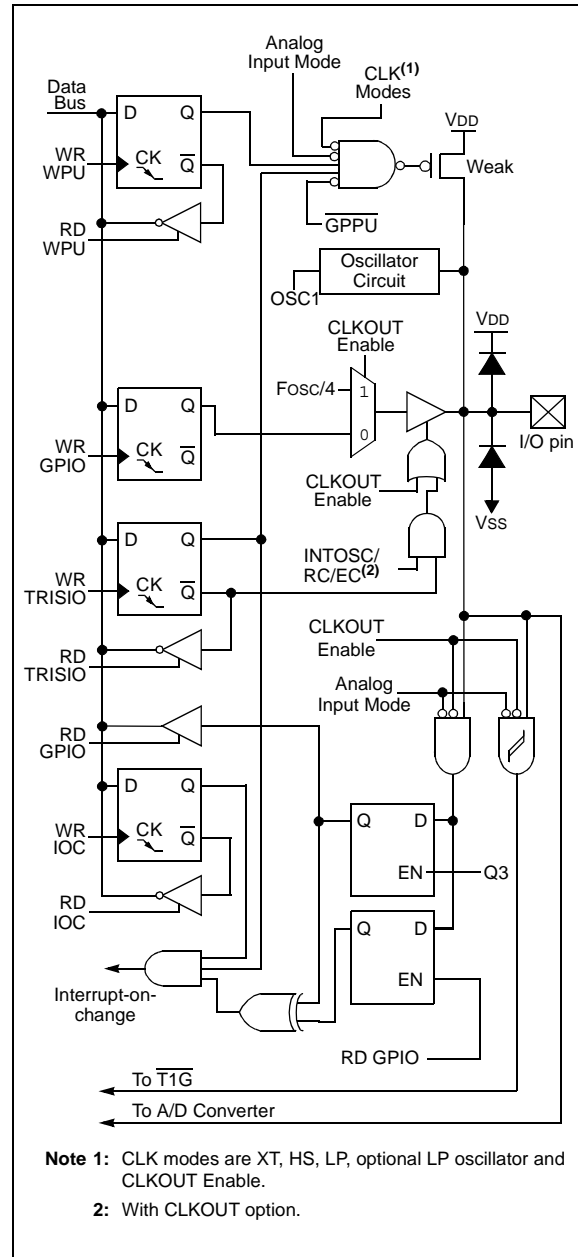 Analog
Input Mode
CLK(1)
Modes
Data
Bus
D Q
VDD
WR
WPU
CK Q
Weak
RD
WPU
GPPU
Oscillator
Circuit
OSC1
CLKOUT
Enable
VDD
FOSC/4
1
0
D Q
I/O pin
WR
GPIO
CK Q
CLKOUT
Enable
VSS
D Q
INTOSC/
RC/EC(2)
WR
TRISIO
CK Q
CLKOUT
Enable
RD
TRISIO
Analog
Input Mode
RD
GPIO
D Q
WR
IOC
CK Q
Q D
EN
Q3
RD
IOC
Q D
EN
Interrupt-on-
change
RD GPIO
To T1G
To A/D Converter
Note 1: CLK modes are XT, HS, LP, optional LP oscillator and
CLKOUT Enable.
2: With CLKOUT option.